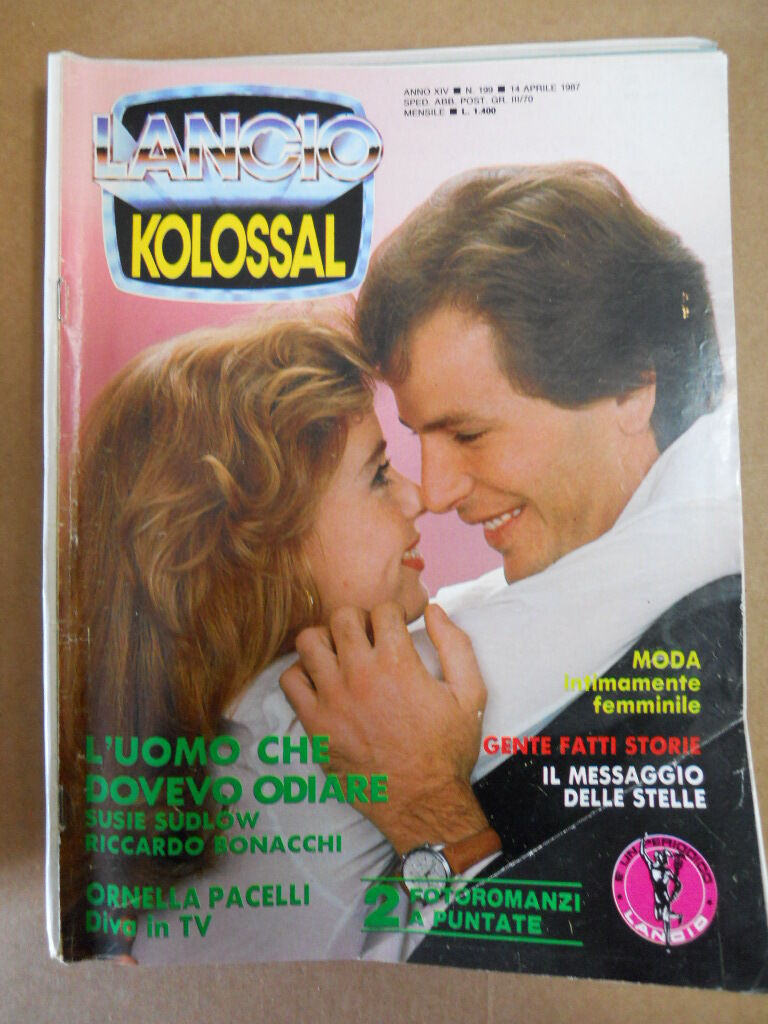 ANNO XIV ■ N. 199 ■ 14 APRILE 1987
SPED. ABB. POST. GR. III/70
MENSILE ■ L. 1.400
LANCIO
KOLOSSAL
MODA
intimamente
femminile
GENTE FATTI STORIE
IL MESSAGGIO
DELLE STELLE
L'UOMO CHE
DOVEVO ODIARE
SUSIE SUDLOW
RICCARDO BONACCHI
ORNELLA PACELLI
Diva in TV
2 FOTOROMANZI
A PUNTATE
È UN PERIODICO
LANCIO